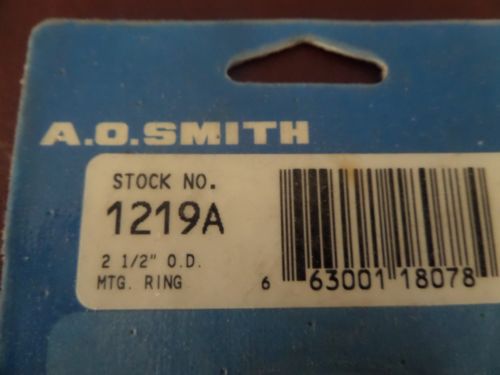 A.O.SMITH
STOCK NO.
1219A
2 1/2" O.D.
MTG. RING
6 63001 18078